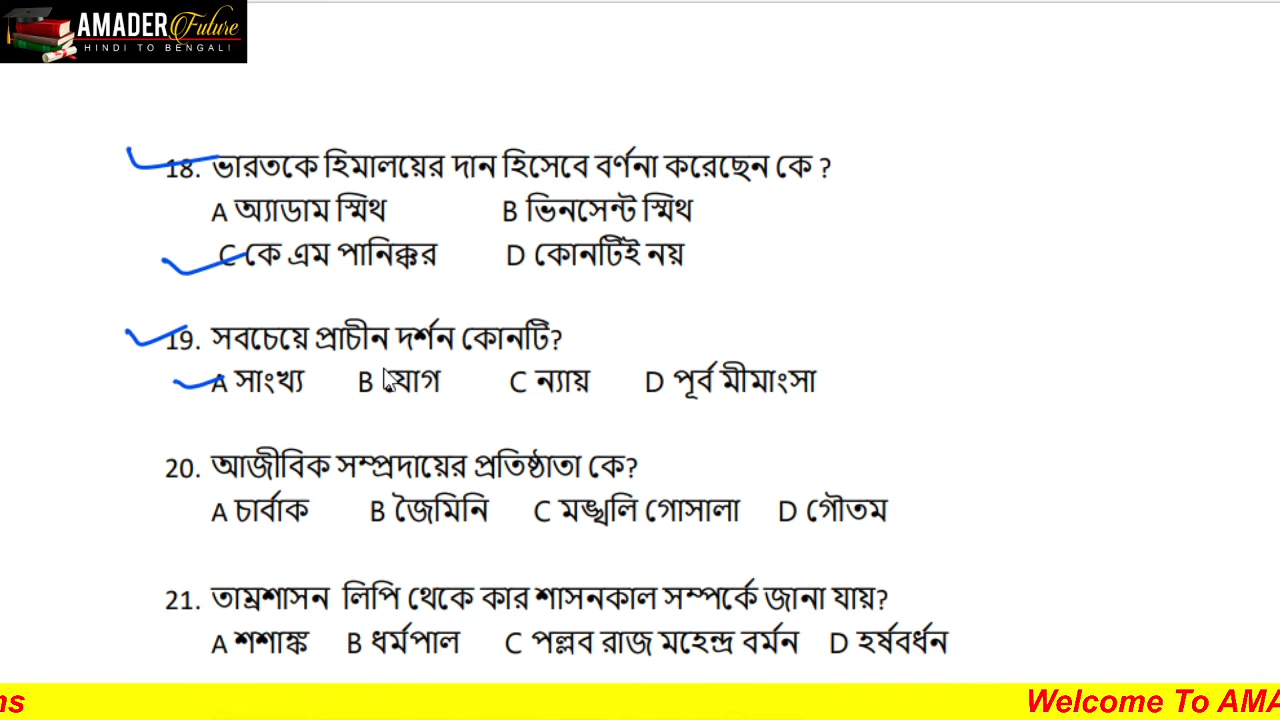 AMADER Future
HINDI TO BENGALI
18. ভারতকে হিমালয়ের দান হিসেবে বর্ণনা করেছেন কে ?
A অ্যাডাম স্মিথ B ভিনসেন্ট স্মিথ
C কে এম পানিক্কর D কোনটিই নয়
19. সবচেয়ে প্রাচীন দর্শন কোনটি?
A সাংখ্য B যোগ C ন্যায় D পূর্ব মীমাংসা
20. আজীবিক সম্প্রদায়ের প্রতিষ্ঠাতা কে?
A চার্বাক B জৈমিনি C মঙ্খলি গোসালা D গৌতম
21. তাম্রশাসন লিপি থেকে কার শাসনকাল সম্পর্কে জানা যায়?
A শশাঙ্ক B ধর্মপাল C পল্লব রাজ মহেন্দ্র বর্মন D হর্ষবর্ধন
ms Welcome To AMA